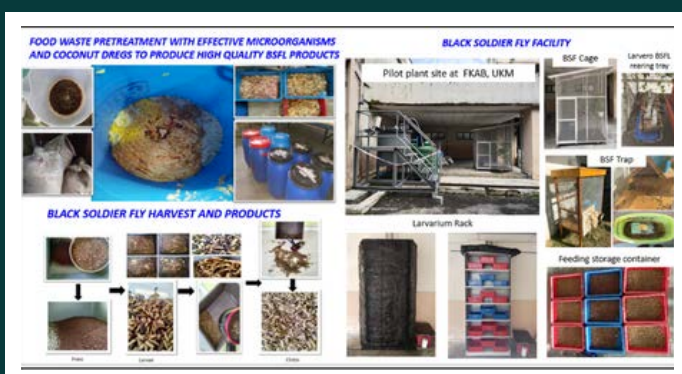 FOOD WASTE PRETREATMENT WITH EFFECTIVE MICROORGANISMS
AND COCONUT DREGS TO PRODUCE HIGH QUALITY BSFL PRODUCTS
BLACK SOLDIER FLY HARVEST AND PRODUCTS
Frass
Larvae
BLACK SOLDIER FLY FACILITY
Pilot plant site at FKAB, UKM
BSF Cage
Larvero BSFL
rearing tray
BSF Trap
Larvarium Rack
Feeding storage container